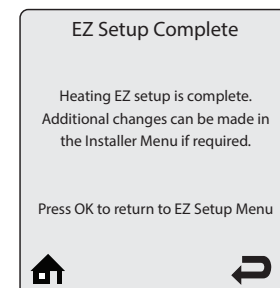 EZ Setup Complete
Heating EZ setup is complete.
Additional changes can be made in
the Installer Menu if required.
Press OK to return to EZ Setup Menu